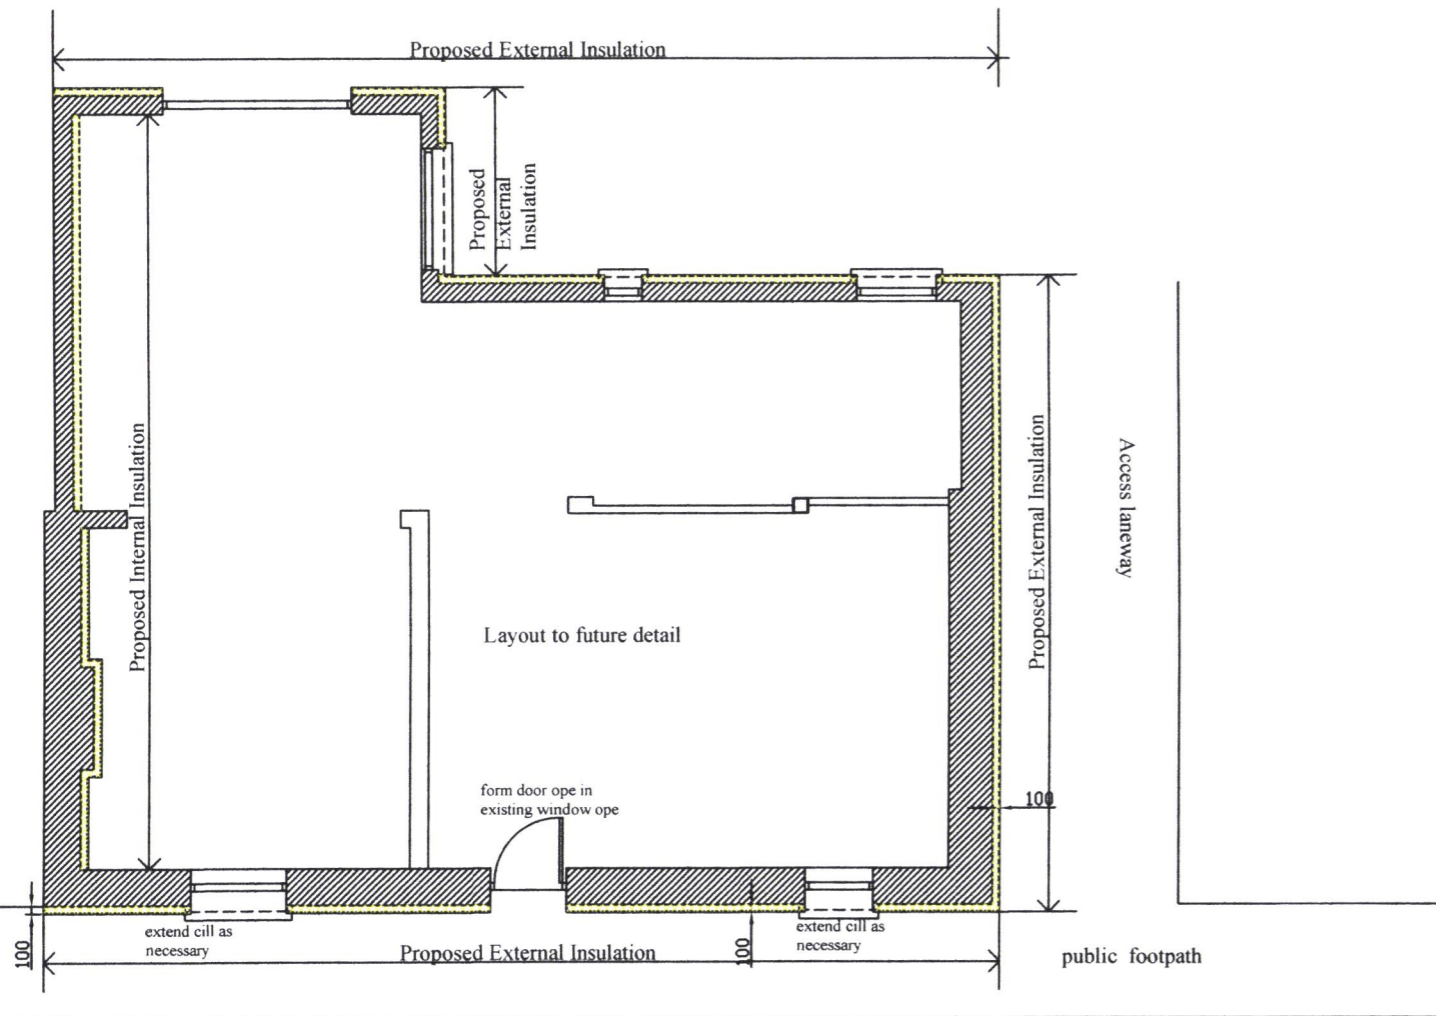 Proposed External Insulation
Proposed
External
Insulation
Proposed Internal Insulation
Proposed External Insulation
Access laneway
Layout to future detail
form door ope in
existing window ope
100
extend cill as
necessary
extend cill as
necessary
100
100
Proposed External Insulation
public footpath